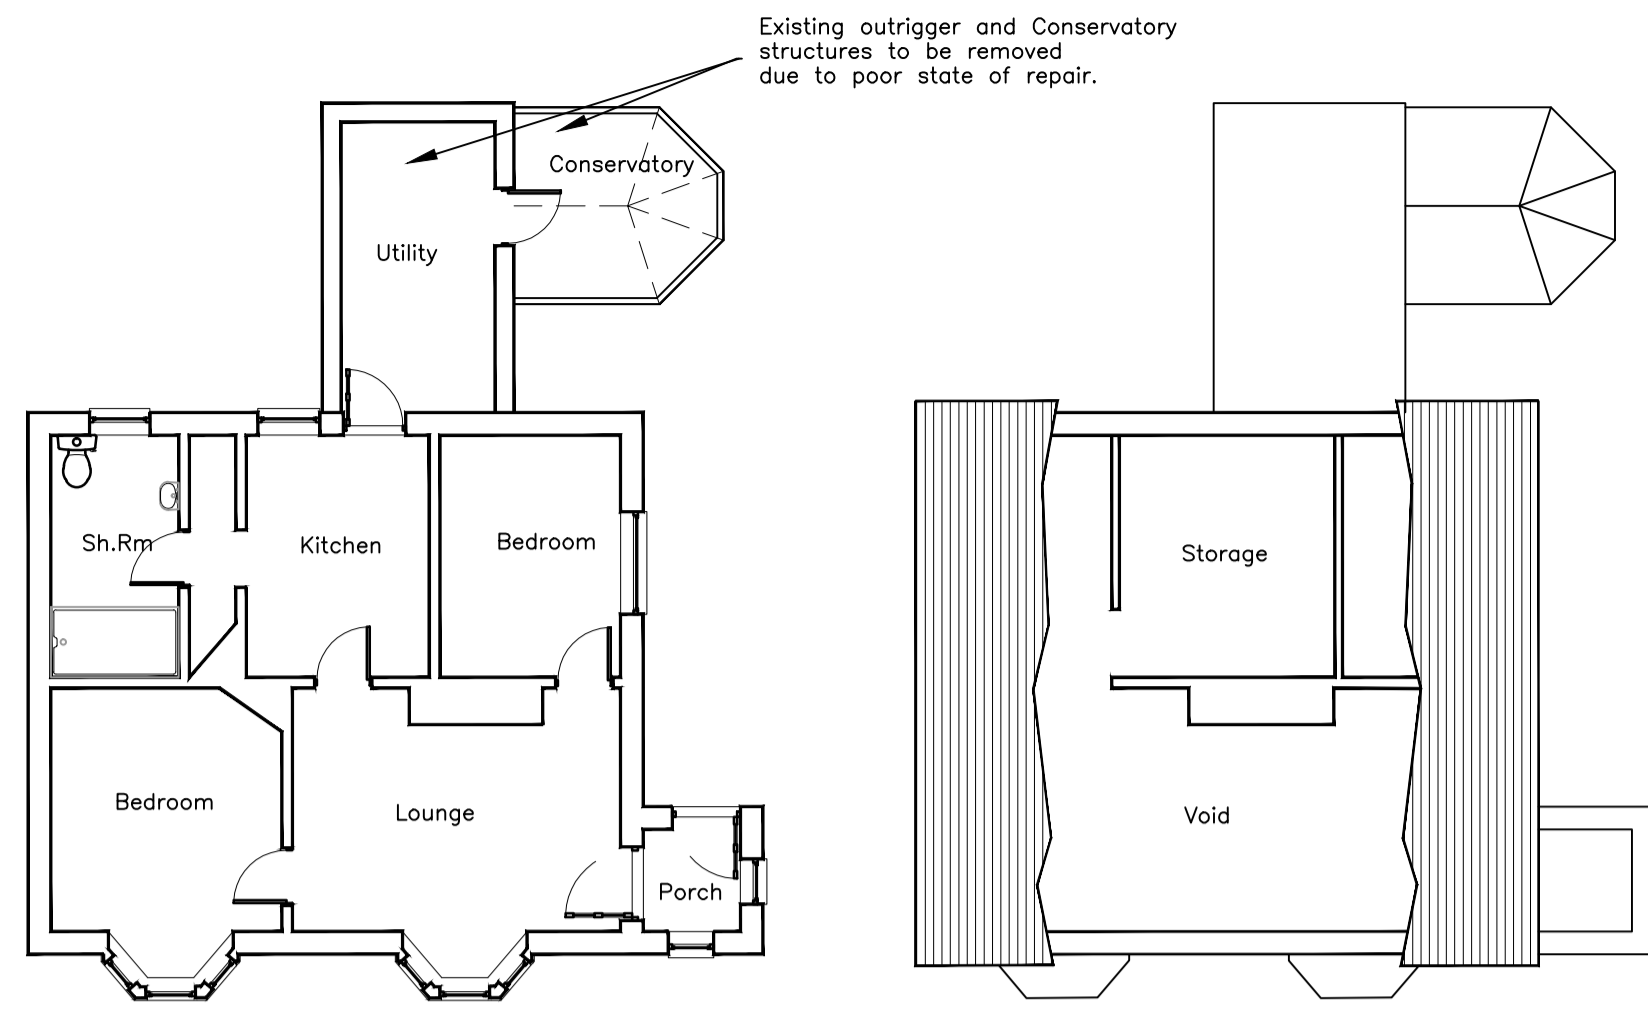 Existing outrigger and Conservatory
structures to be removed
due to poor state of repair.
Conservatory
Utility
Sh.Rm
Kitchen
Bedroom
Storage
Bedroom
Lounge
Void
Porch